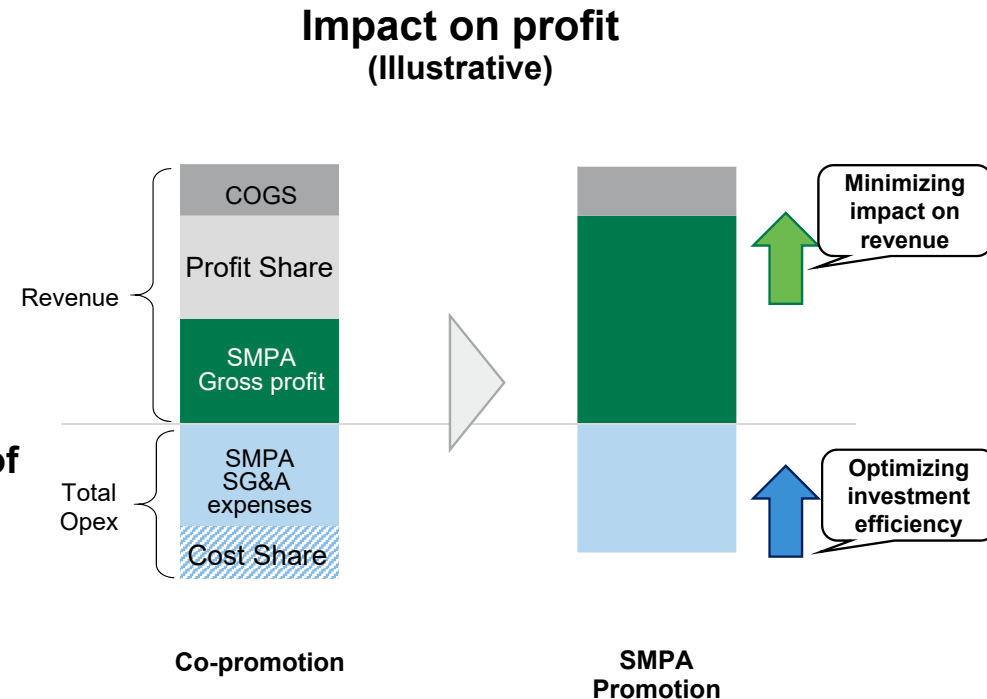 Impact on profit
(Illustrative)
COGS
Profit Share
Revenue
SMPA
Gross profit
Minimizing
impact on
revenue
of
SMPA
SG&A
expenses
Total
Opex
Cost Share
Optimizing
investment
efficiency
Co-promotion
SMPA
Promotion